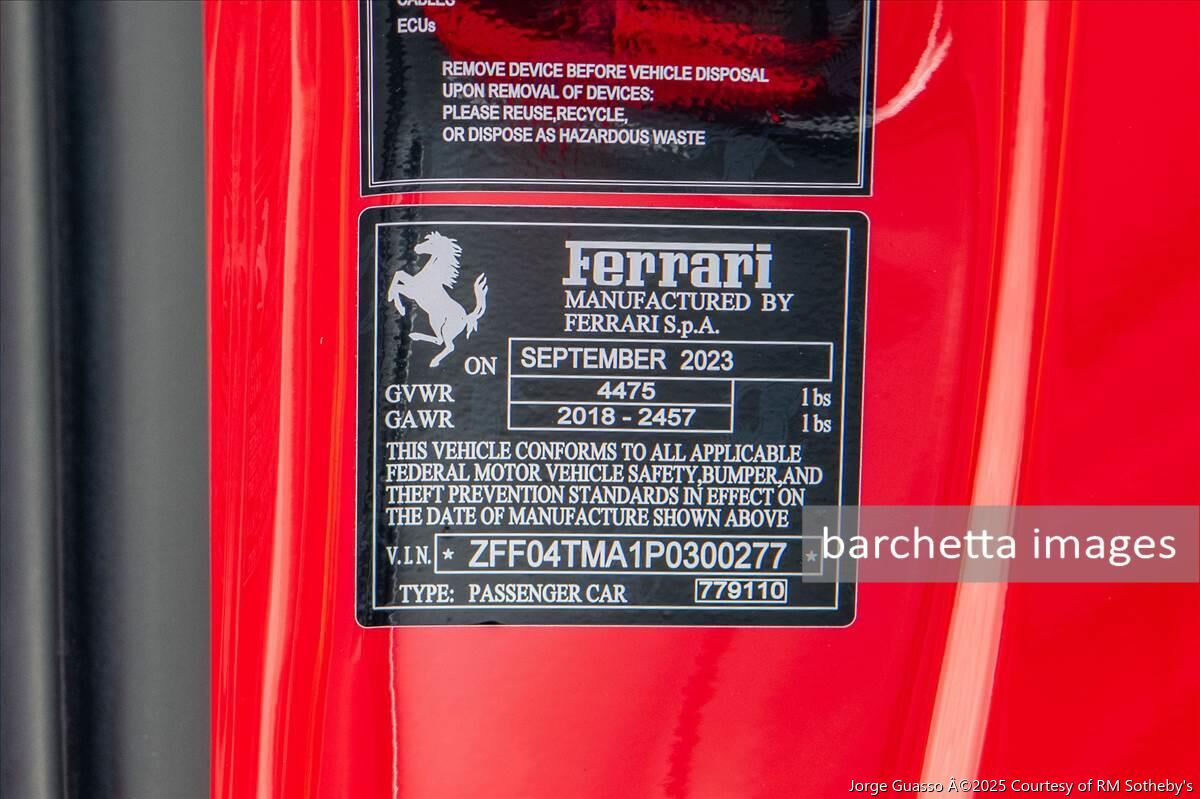 CABLES
ECUs
REMOVE DEVICE BEFORE VEHICLE DISPOSAL
UPON REMOVAL OF DEVICES:
PLEASE REUSE,RECYCLE,
OR DISPOSE AS HAZARDOUS WASTE
Ferrari
MANUFACTURED BY
FERRARI S.p.A.
ON SEPTEMBER 2023
GVWR 4475 lbs
GAWR 2018 - 2457 lbs
THIS VEHICLE CONFORMS TO ALL APPLICABLE
FEDERAL MOTOR VEHICLE SAFETY,BUMPER,AND
THEFT PREVENTION STANDARDS IN EFFECT ON
THE DATE OF MANUFACTURE SHOWN ABOVE
V.I.N. * ZFF04TMA1P0300277 *
TYPE: PASSENGER CAR 779110
barchetta images
Jorge Guasso Â©2025 Courtesy of RM Sotheby's